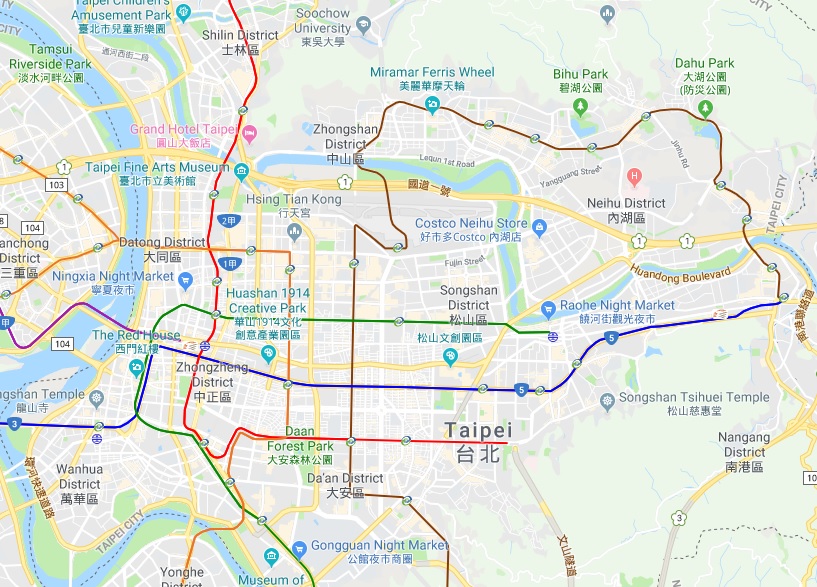 Taipei Children's
Amusement Park
臺北市兒童新樂園
Tamsui
Riverside Park
淡水河畔公園
通河西街二段
Shilin District
士林區
Soochow
University
東吳大學
Miramar Ferris Wheel
美麗華摩天輪
Bihu Park
碧湖公園
Dahu Park
大湖公園
(防災公園)
Grand Hotel Taipei
圓山大飯店
Zhongshan
District
中山區
Taipei Fine Arts Museum
臺北市立美術館
Lequn 1st Road
Yangguang Street
Jinhu Rd
1
103
1
國道一號
H
Neihu District
內湖區
TAIPEI CITY
Hsing Tian Kong
行天宮
2甲
104
Costco Neihu Store
好市多Costco 內湖店
1
1
Datong District
大同區
三重區
1甲
Fujin Street
Huandong Boulevard
Ningxia Night Market
寧夏夜市
Huashan 1914
Creative Park
華山1914文化
創意產業園區
Songshan
District
松山區
Raohe Night Market
饒河街觀光夜市
松山文創園區
The Red House
西門紅樓
104
5
Zhongzheng
District
中正區
5
龍山寺
3
Songshan Tsihuei Temple
松山慈惠堂
Daan
Forest Park
大安森林公園
Taipei
台北
Nangang
District
南港區
Wanhua
District
萬華區
Da'an District
大安區
3
TAIPEI CITY
Gongguan Night Market
公館夜市商圈
文山隧道
Yonghe
Museum of